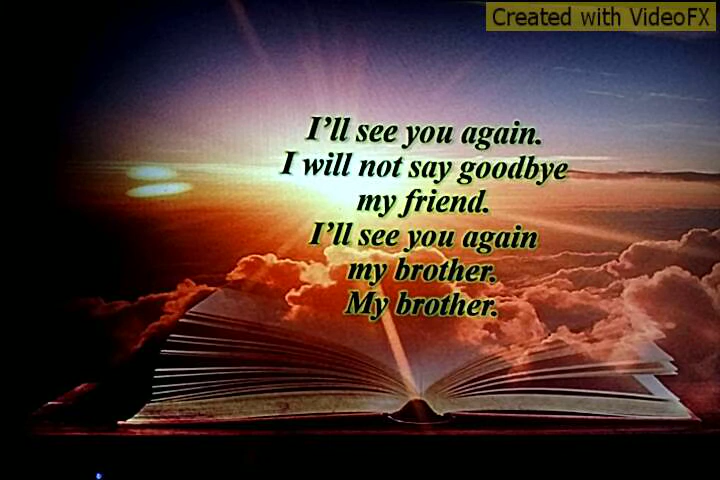 Created with VideoFX
I'll see you again.
I will not say goodbye
my friend.
I'll see you again
my brother.
My brother.